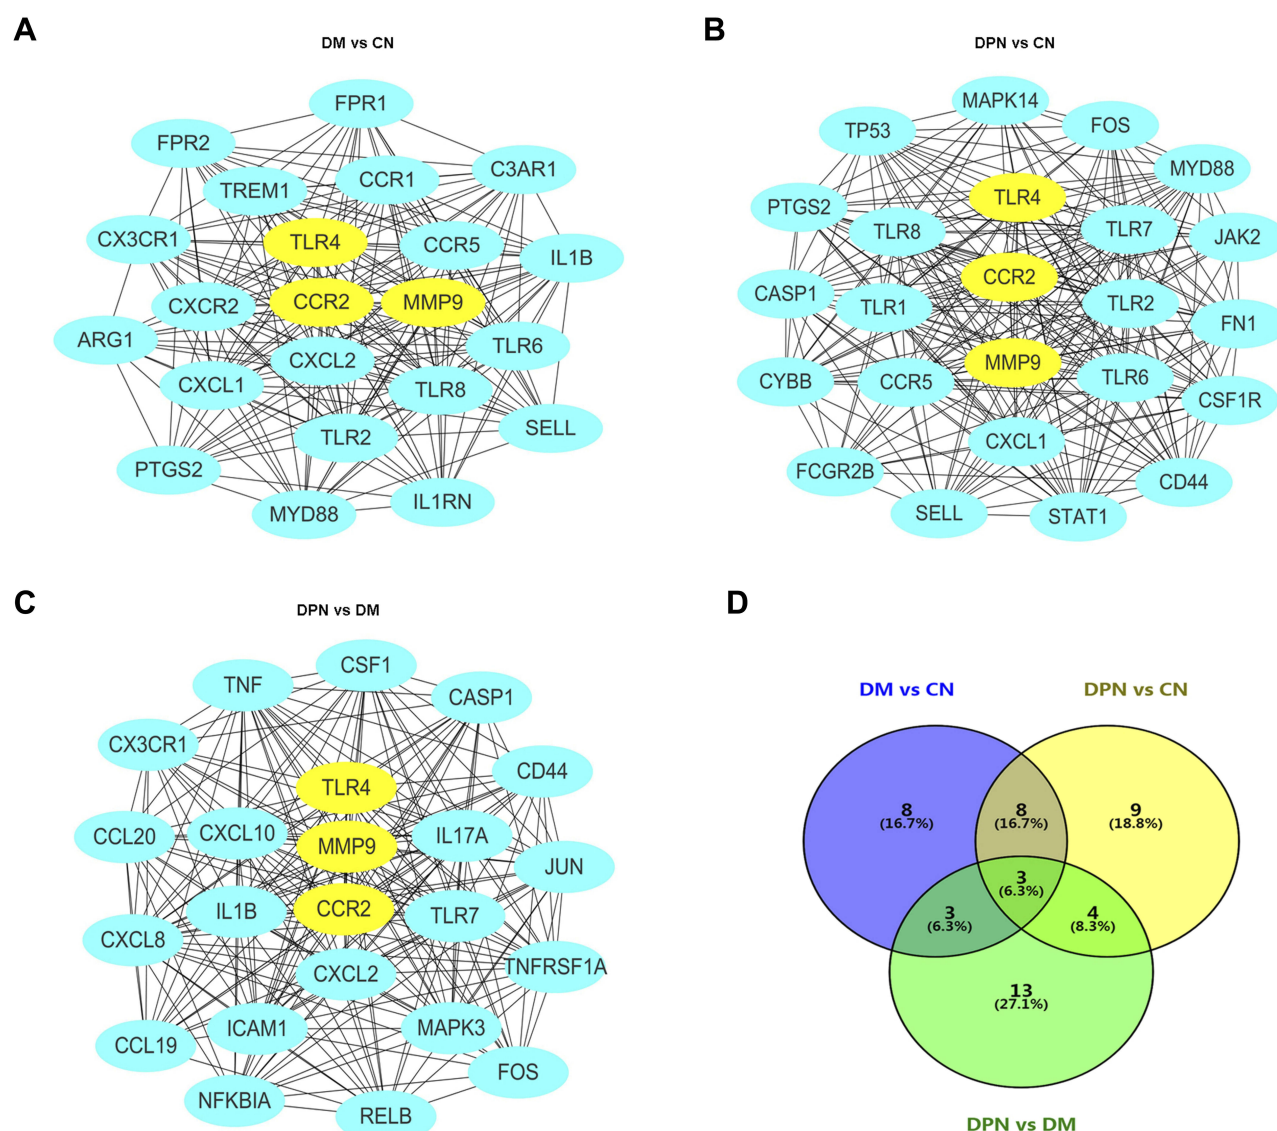 A
DM vs CN
FPR1
FPR2
C3AR1
TREM1
CCR1
CX3CR1
TLR4
CCR5
IL1B
CXCR2
CCR2
MMP9
ARG1
CXCL2
TLR6
CXCL1
TLR8
SELL
TLR2
PTGS2
MYD88
IL1RN
B
DPN vs CN
MAPK14
TP53
FOS
MYD88
TLR4
PTGS2
TLR8
TLR7
JAK2
CCR2
CASP1
TLR1
TLR2
FN1
MMP9
CYBB
CCR5
TLR6
CSF1R
CXCL1
FCGR2B
CD44
SELL
STAT1
C
DPN vs DM
CSF1
TNF
CASP1
CX3CR1
CD44
TLR4
CCL20
CXCL10
MMP9
IL17A
JUN
IL1B
CCR2
TLR7
CXCL8
CXCL2
TNFRSF1A
ICAM1
MAPK3
CCL19
FOS
NFKBIA
RELB
D
DM vs CN
DPN vs CN
8
(16.7%)
8
(16.7%)
9
(18.8%)
3
(6.3%)
3
(6.3%)
4
(8.3%)
13
(27.1%)
DPN vs DM